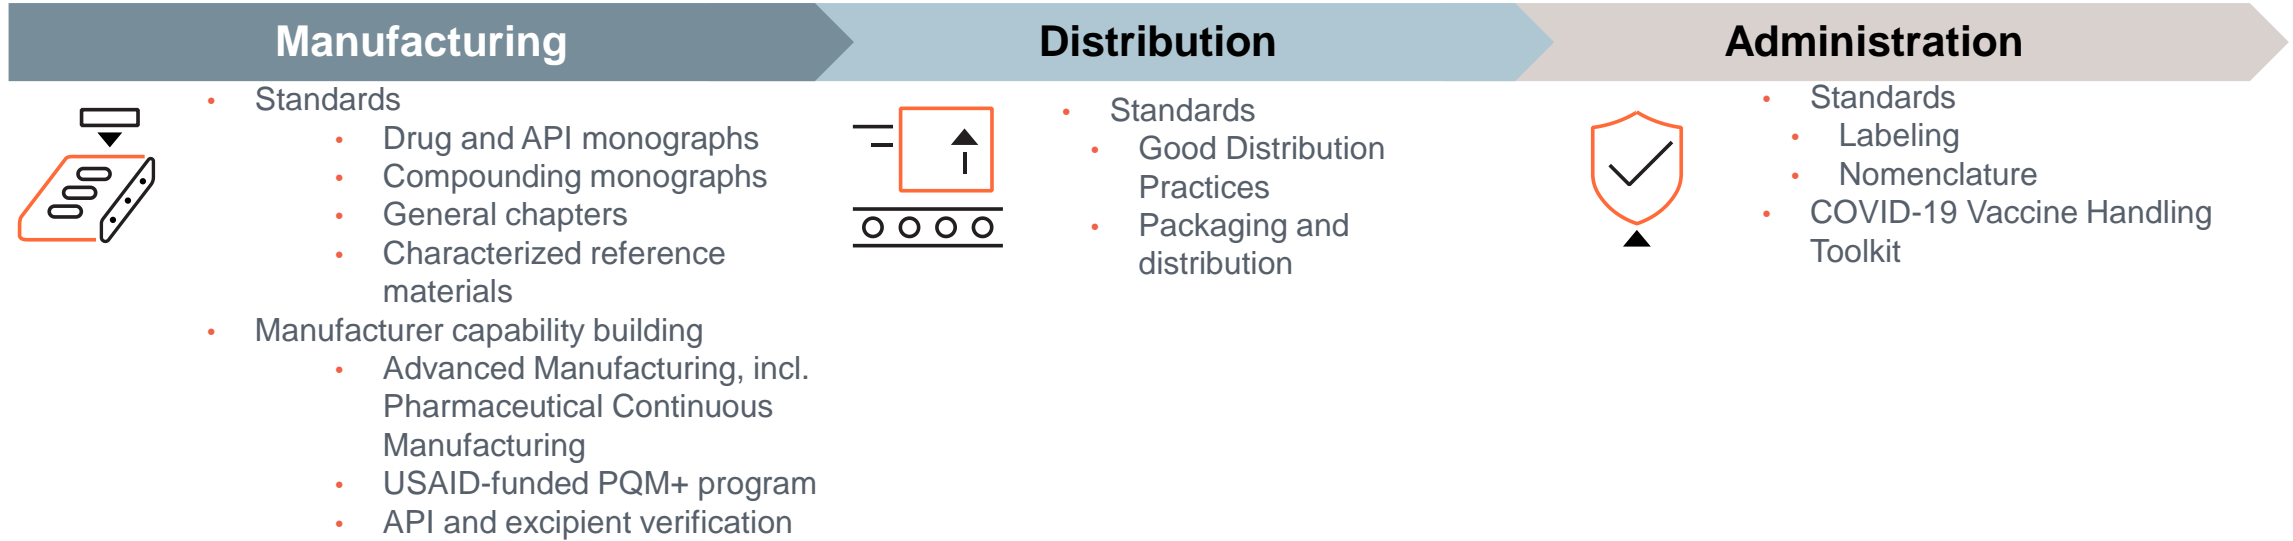 Manufacturing
Standards
Drug and API monographs
Compounding monographs
General chapters
Characterized reference
materials
Manufacturer capability building
Advanced Manufacturing, incl.
Pharmaceutical Continuous
Manufacturing
USAID-funded PQM+ program
API and excipient verification
Distribution
Standards
Good Distribution
Practices
Packaging and
distribution
Administration
Standards
Labeling
Nomenclature
COVID-19 Vaccine Handling
Toolkit